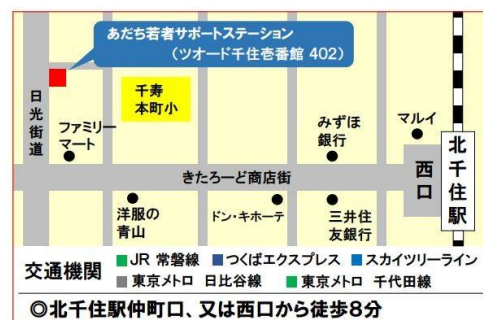 あだち若者サポートステーション
(ツオード千住壱番館 402)
日光街道
千寿
本町小
ファミリー
マート
みずほ
銀行
マルイ
北千住駅
西口
きたろーど商店街
洋服の
青山
ドン・キホーテ
三井住
友銀行
交通機関 JR 常磐線 つくばエクスプレス スカイツリーライン
東京メトロ 日比谷線 東京メトロ 千代田線
◎北千住駅仲町口、又は西口から徒歩8分